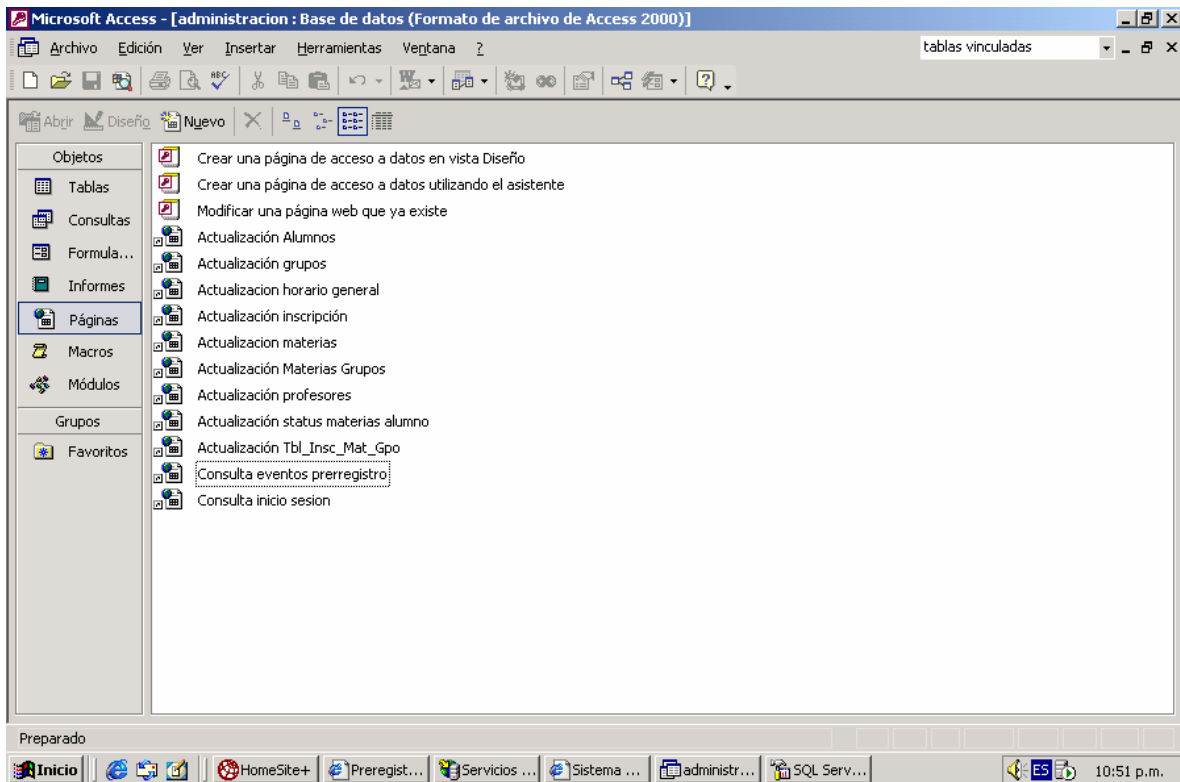 Microsoft Access - [administracion : Base de datos (Formato de archivo de Access 2000)]
Archivo Edición Ver Insertar Herramientas Ventana ? tablas vinculadas
Abrir Diseño Nuevo
Objetos
Tablas
Consultas
Formula...
Informes
Páginas
Macros
Módulos
Grupos
Favoritos
Crear una página de acceso a datos en vista Diseño
Crear una página de acceso a datos utilizando el asistente
Modificar una página web que ya existe
Actualización Alumnos
Actualización grupos
Actualizacion horario general
Actualización inscripción
Actualizacion materias
Actualización Materias Grupos
Actualización profesores
Actualización status materias alumno
Actualización Tbl_Insc_Mat_Gpo
Consulta eventos prerregistro
Consulta inicio sesion
Preparado
Inicio HomeSite+ Preregist... Servicios ... Sistema ... administr... SQL Serv... ES 10:51 p.m.